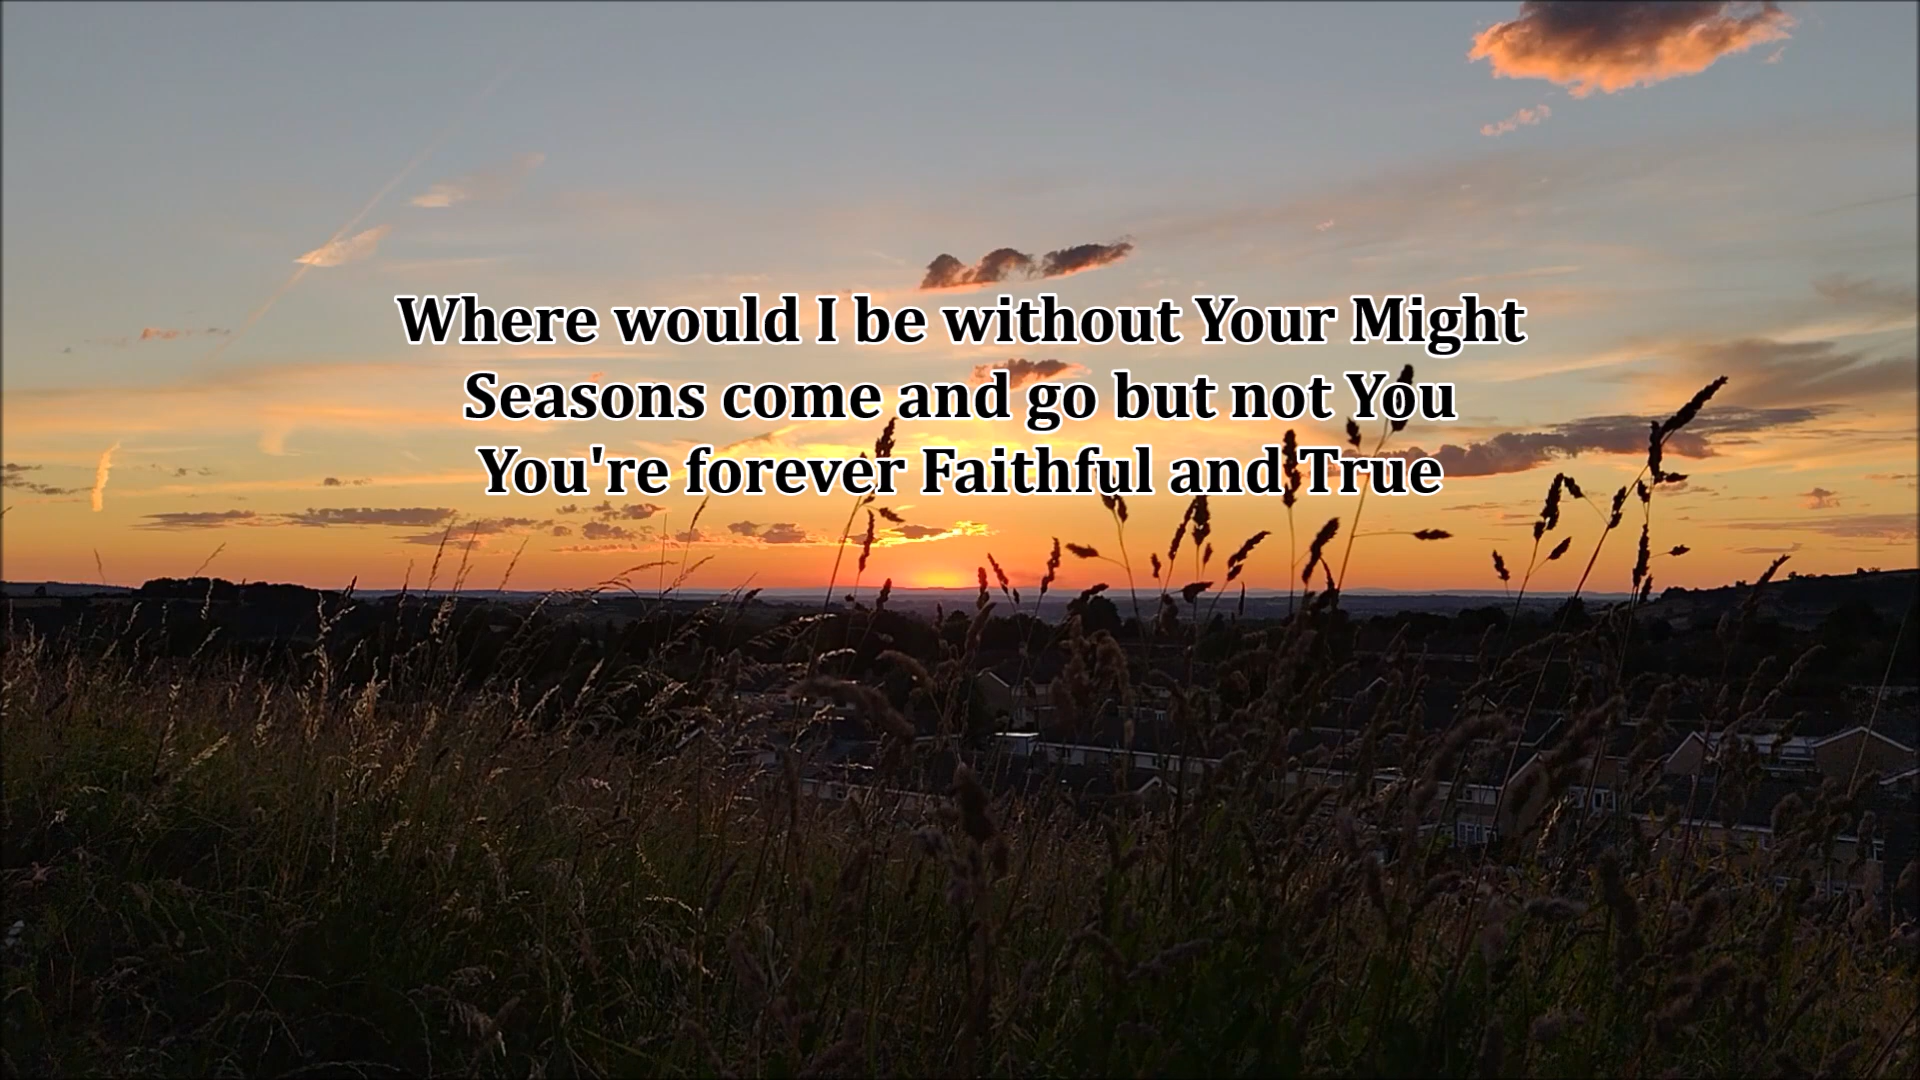 Where would I be without Your Might
Seasons come and go but not You
You're forever Faithful and True